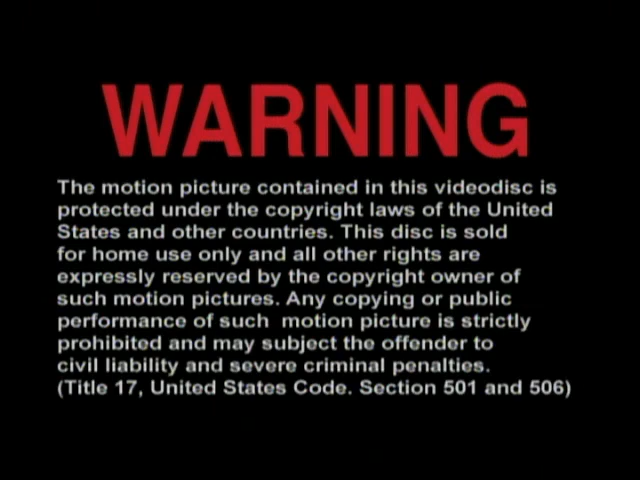 WARNING
The motion picture contained in this videodisc is
protected under the copyright laws of the United
States and other countries. This disc is sold
for home use only and all other rights are
expressly reserved by the copyright owner of
such motion pictures. Any copying or public
performance of such  motion picture is strictly
prohibited and may subject the offender to
civil liability and severe criminal penalties.
(Title 17, United States Code. Section 501 and 506)